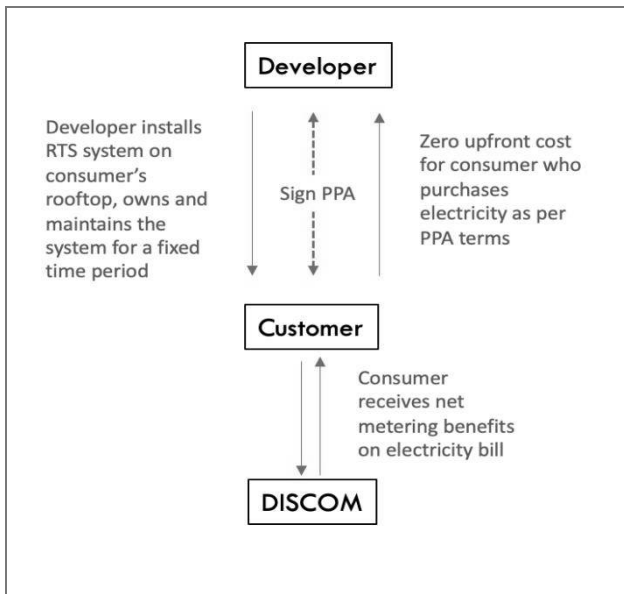 Developer
Developer installs
RTS system on
consumer's
rooftop, owns and
maintains the
system for a fixed
time period
Sign PPA
Zero upfront cost
for consumer who
purchases
electricity as per
PPA terms
Customer
Consumer
receives net
metering benefits
on electricity bill
DISCOM